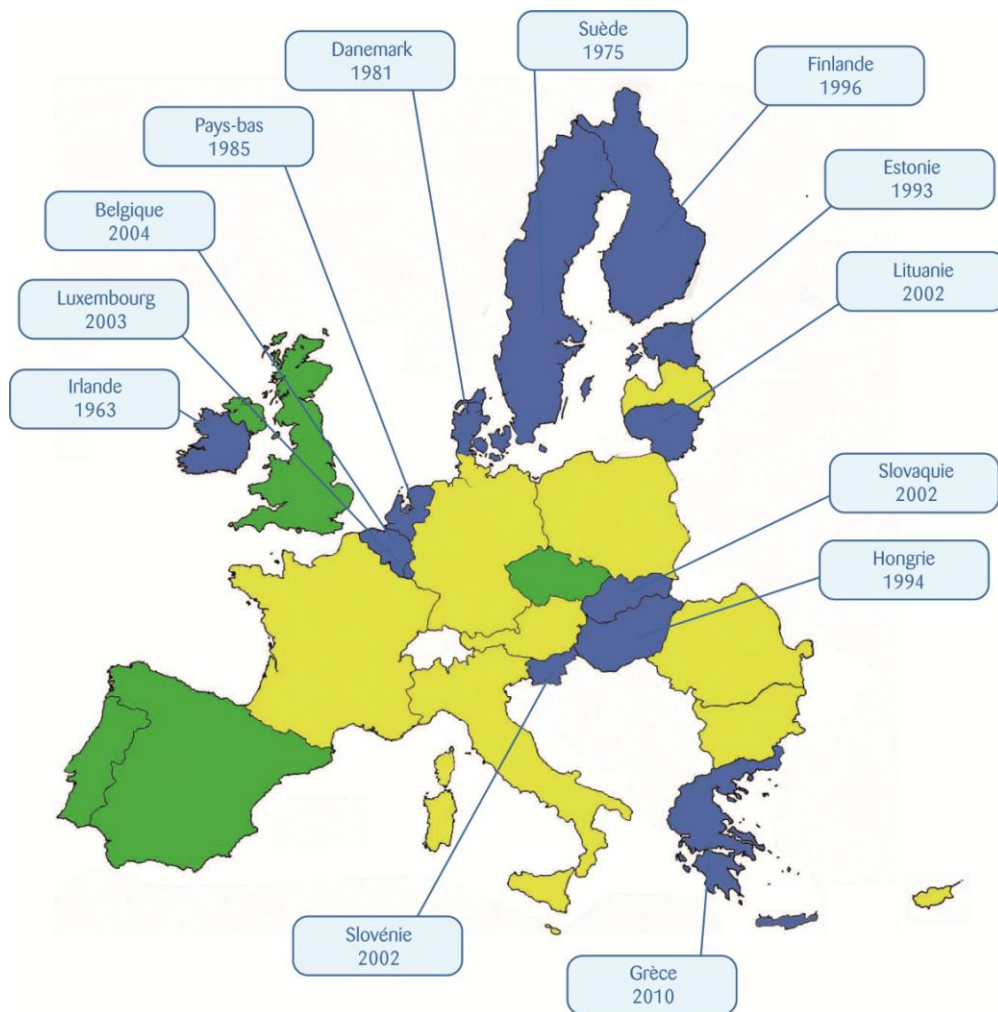 Suède
1975
Danemark
1981
Finlande
1996
Pays-bas
1985
Estonie
1993
Belgique
2004
Lituanie
2002
Luxembourg
2003
Irlande
1963
Slovaquie
2002
Hongrie
1994
Slovénie
2002
Grèce
2010